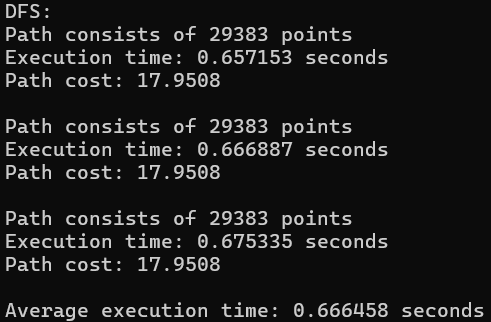 DFS:
Path consists of 29383 points
Execution time: 0.657153 seconds
Path cost: 17.9508
Path consists of 29383 points
Execution time: 0.666887 seconds
Path cost: 17.9508
Path consists of 29383 points
Execution time: 0.675335 seconds
Path cost: 17.9508
Average execution time: 0.666458 seconds